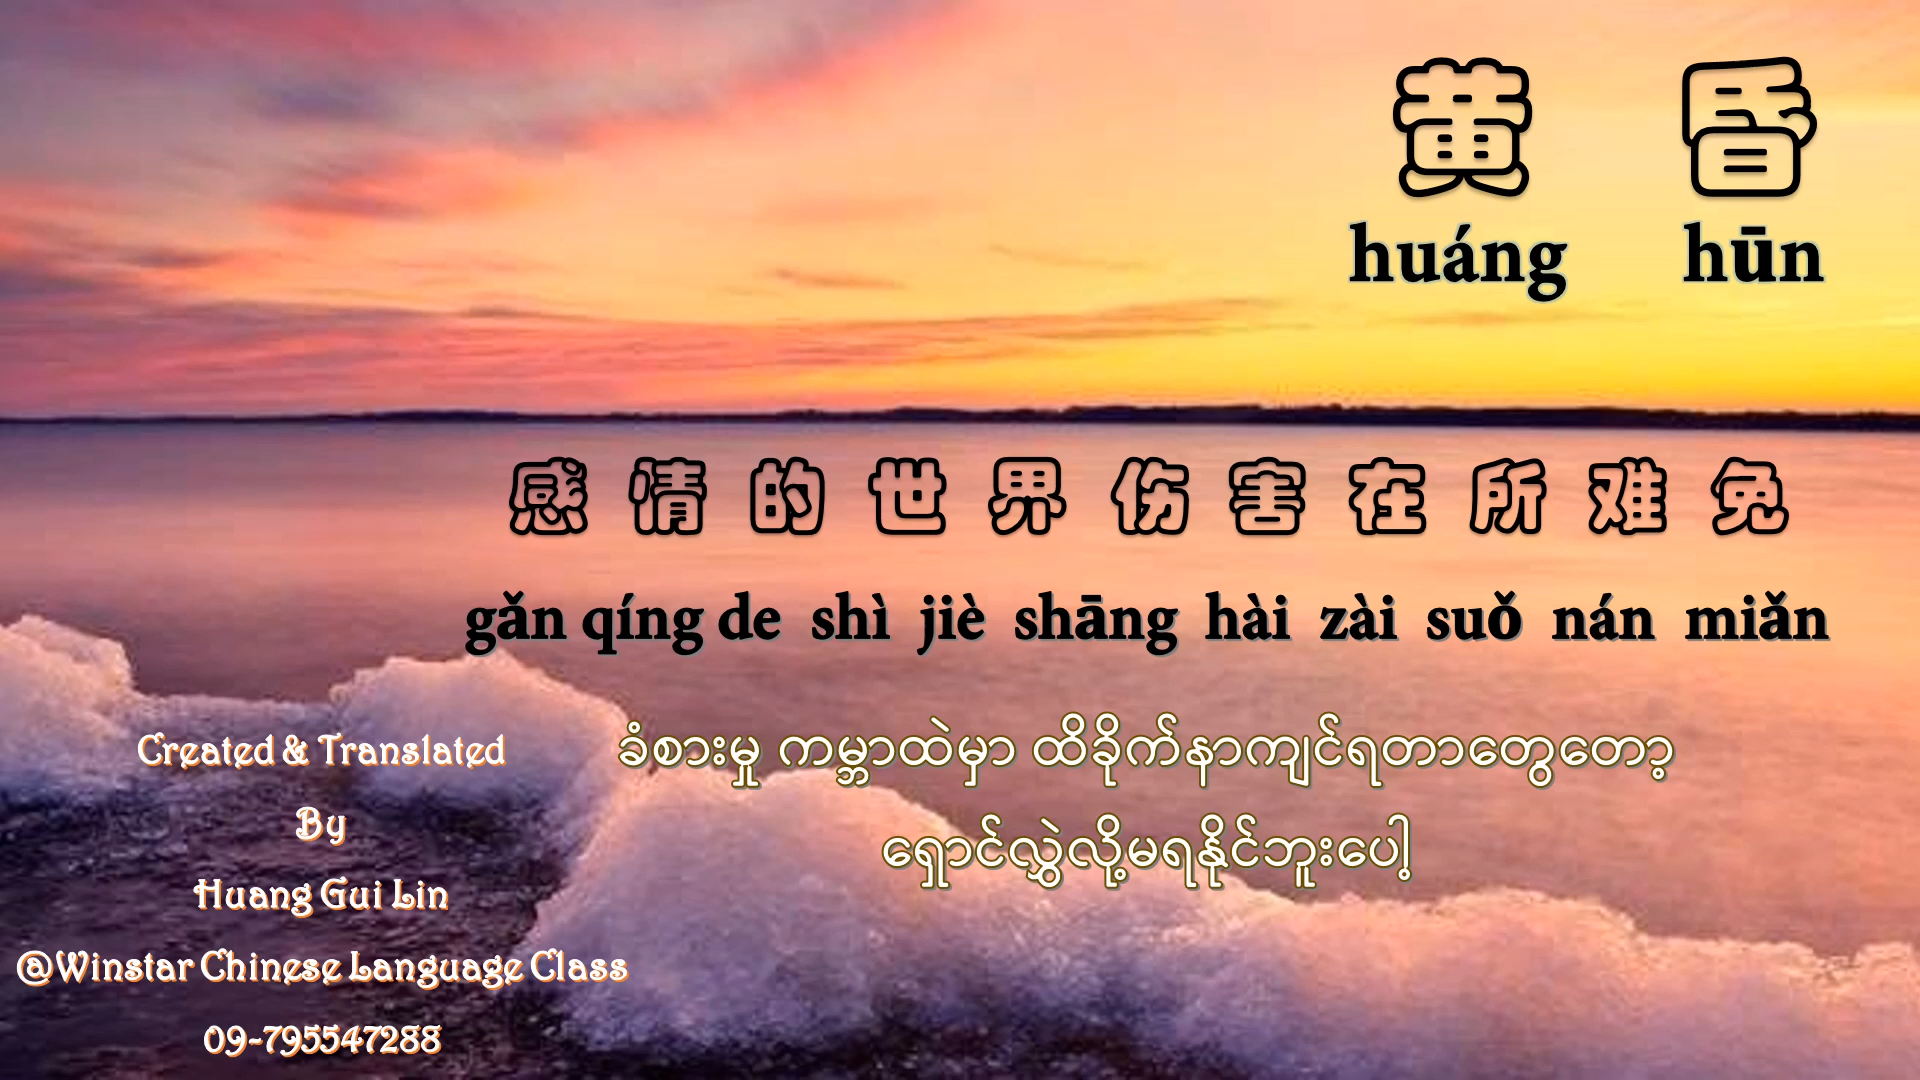 黄 昏
huáng hūn
感 情 的 世 界 伤 害 在 所 难 免
gǎn qíng de shì jiè shāng hài zài suǒ nán miǎn
ခံစားမှု ကမ္ဘာထဲမှာ ထိခိုက်နာကျင်ရတာတွေတော့
ရှောင်လွှဲလို့မရနိုင်ဘူးပေါ့
Created & Translated
By
Huang Gui Lin
@Winstar Chinese Language Class
09-795547288